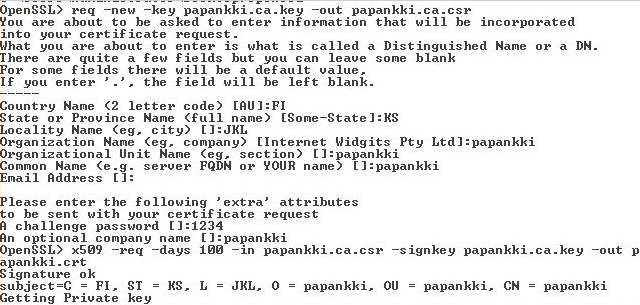 OpenSSL> req -new -key papankki.ca.key -out papankki.ca.csr
You are about to be asked to enter information that will be incorporated
into your certificate request.
What you are about to enter is what is called a Distinguished Name or a DN.
There are quite a few fields but you can leave some blank
For some fields there will be a default value,
If you enter '.', the field will be left blank.
-----
Country Name (2 letter code) [AU]:FI
State or Province Name (full name) [Some-State]:KS
Locality Name (eg, city) []:JKL
Organization Name (eg, company) [Internet Widgits Pty Ltd]:papankki
Organizational Unit Name (eg, section) []:papankki
Common Name (e.g. server FQDN or YOUR name) []:papankki
Email Address []:
Please enter the following 'extra' attributes
to be sent with your certificate request
A challenge password []:1234
An optional company name []:papankki
OpenSSL> x509 -req -days 100 -in papankki.ca.csr -signkey papankki.ca.key -out p
apankki.crt
Signature ok
subject=C = FI, ST = KS, L = JKL, O = papankki, OU = papankki, CN = papankki
Getting Private key